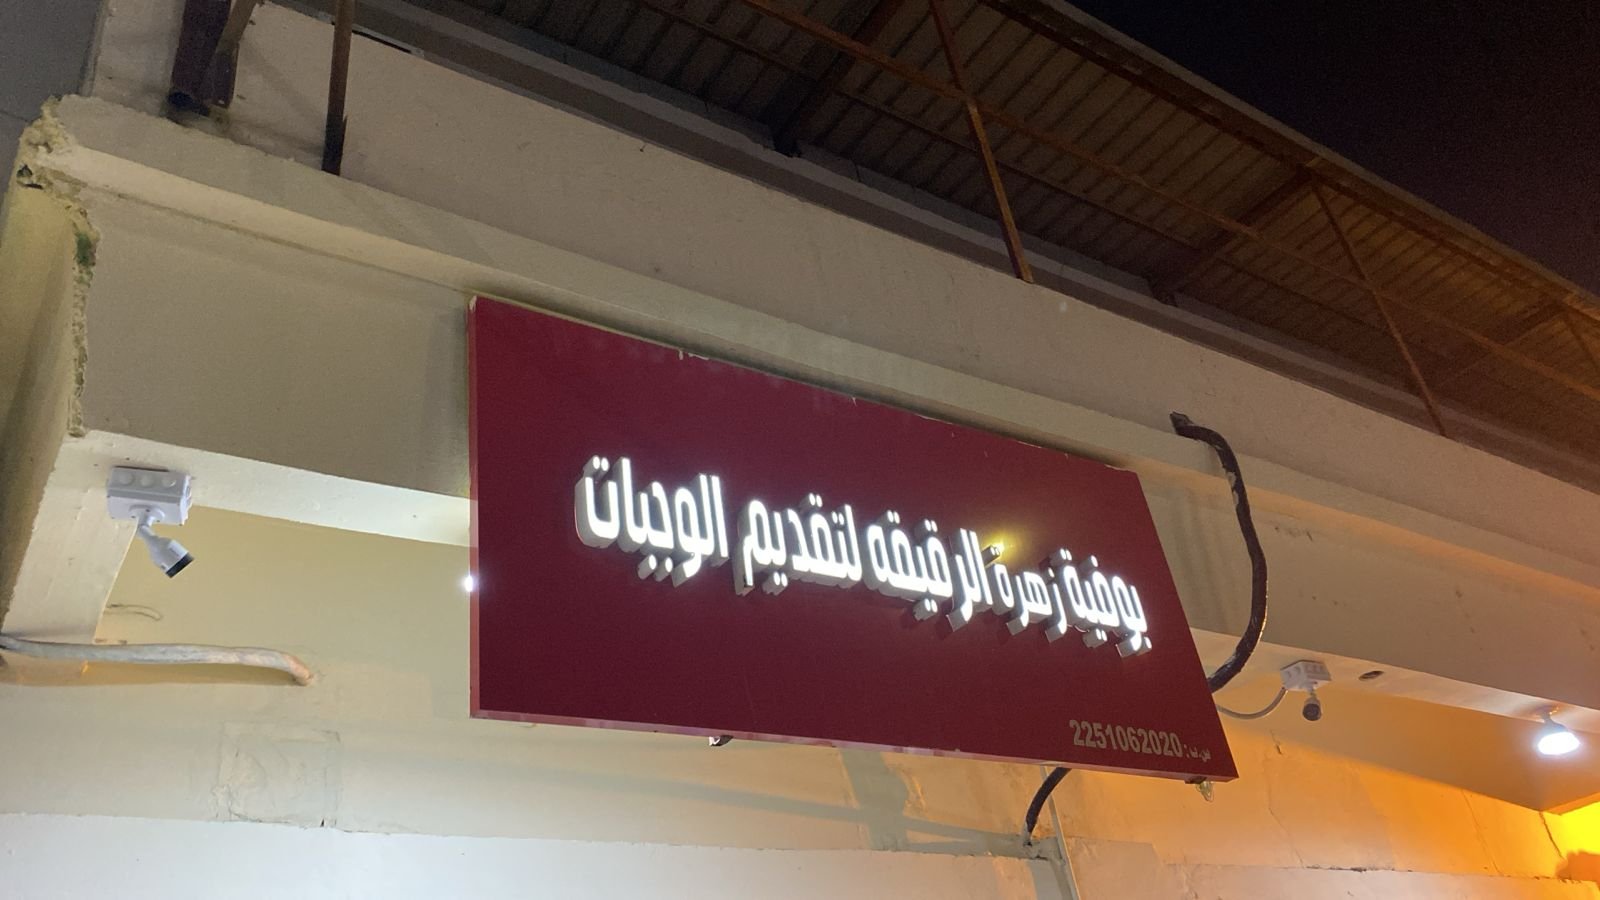 بوفية زهرة الرقيقه لتقديم الوجبات
س.ت: 2251062020